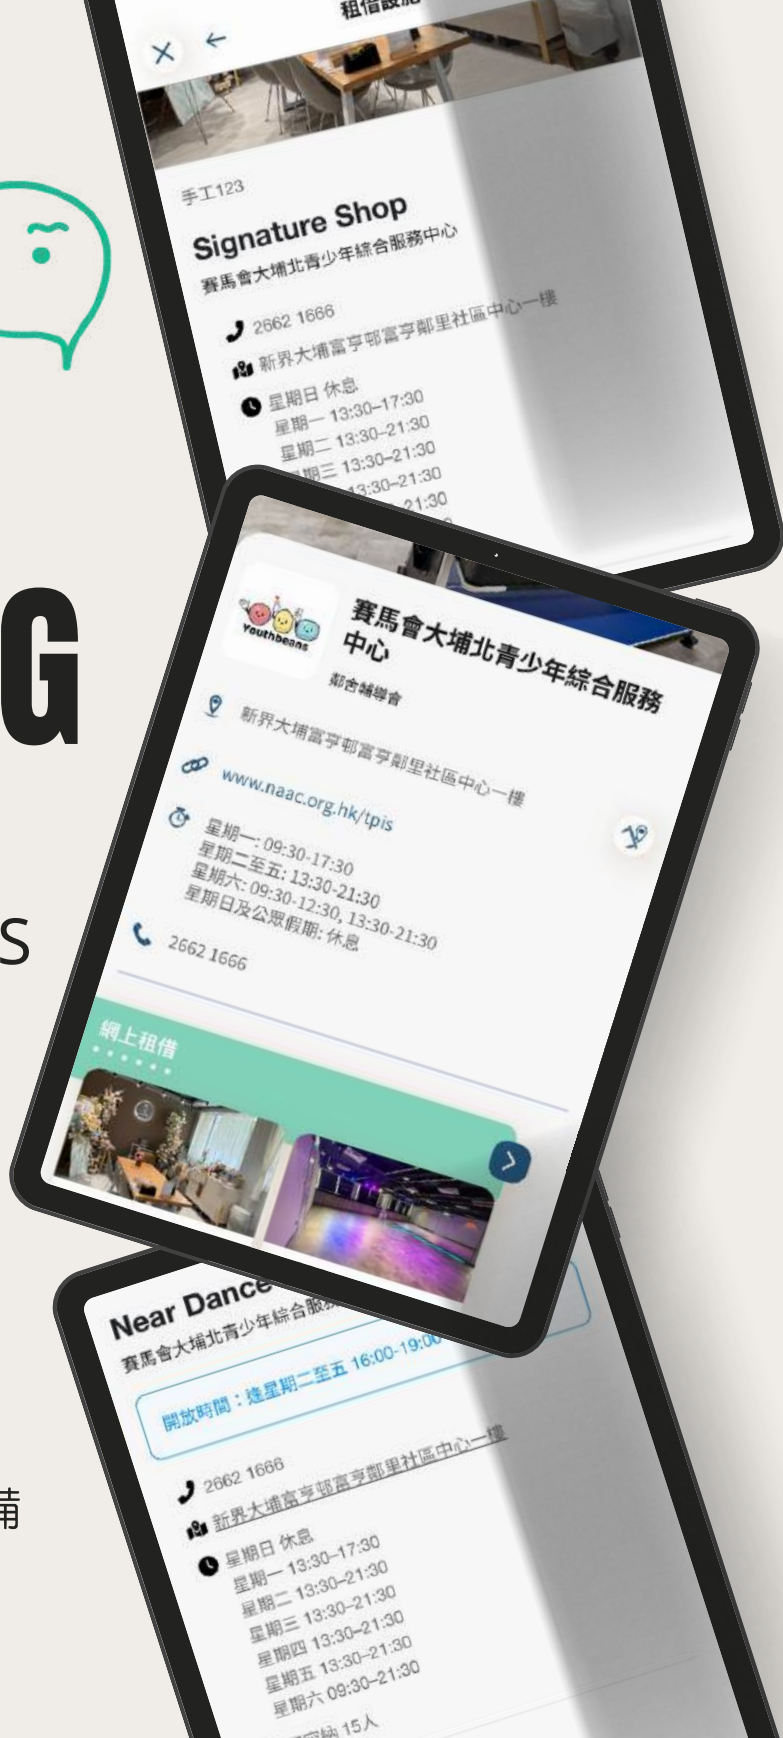 租借設施
手工123
Signature Shop
賽馬會大埔北青少年綜合服務中心
2662 1666
新界大埔富亨邨富亨鄰里社區中心一樓
星期日 休息
星期一 13:30–17:30
星期二 13:30–21:30
期三 13:30–21:30
13:30–21:30
21:30
G
Youthbeans
賽馬會大埔北青少年綜合服務
中心
鄰舍輔導會
新界大埔富亨邨富亨鄰里社區中心一樓
www.naac.org.hk/tpis
星期一: 09:30-17:30
星期二至五: 13:30-21:30
星期六: 09:30-12:30, 13:30-21:30
星期日及公眾假期: 休息
2662 1666
S
網上租借
Near Dance
賽馬會大埔北青少年綜合服務
開放時間：逢星期二至五 16:00-19:00
2662 1666
新界大埔富亨邨富亨鄰里社區中心一樓
備
星期日 休息
星期一 13:30–17:30
星期二 13:30–21:30
星期三 13:30–21:30
星期四 13:30–21:30
星期五 13:30–21:30
星期六 09:30–21:30
容納 15人